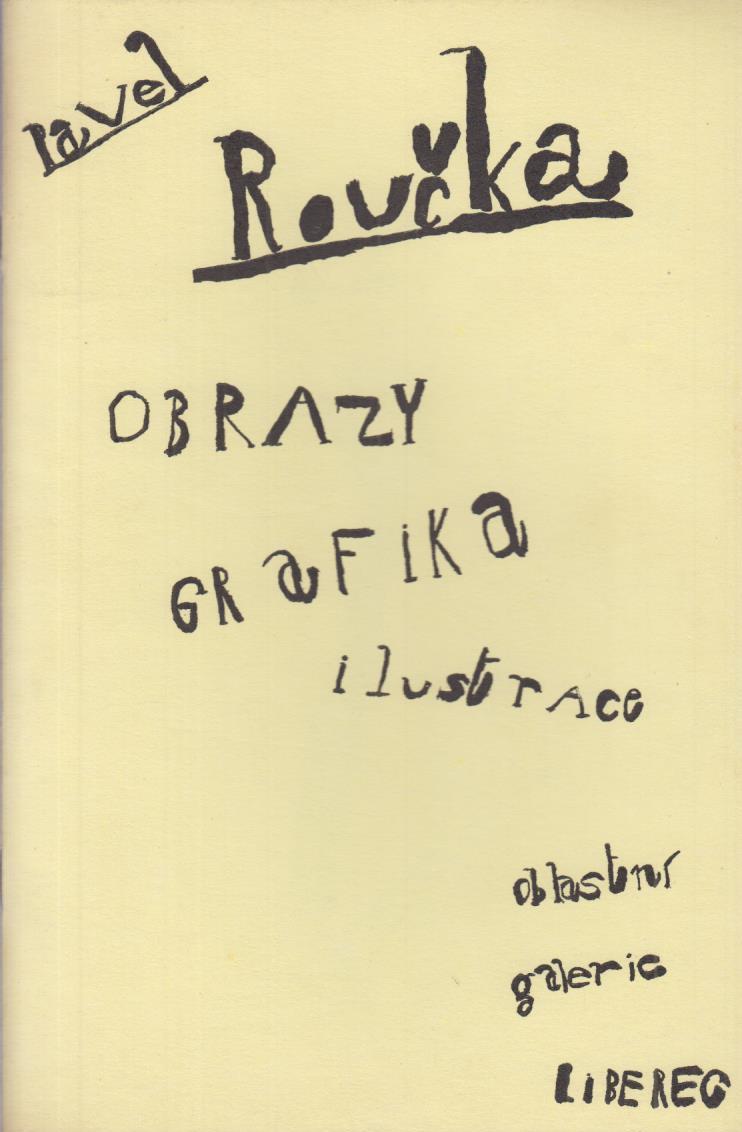 Pavel
Roučka
OBRAZY
GRaFiKa
ilustrAce
oblastní
galerie
LiBEREC